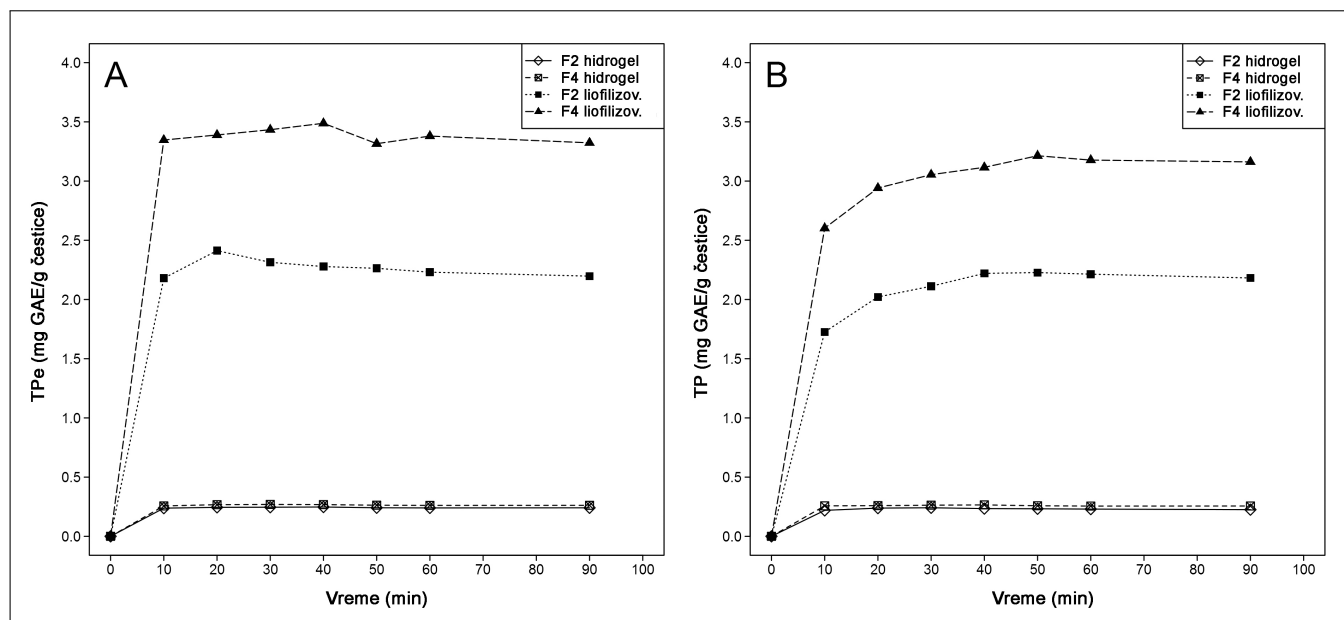 A
F2 hidrogel
F4 hidrogel
F2 liofilizov.
F4 liofilizov.
4.0
3.5
3.0
2.5
2.0
1.5
1.0
0.5
0.0
TPe (mg GAE/g čestice)
0 10 20 30 40 50 60 70 80 90 100
Vreme (min)
B
F2 hidrogel
F4 hidrogel
F2 liofilizov.
F4 liofilizov.
4.0
3.5
3.0
2.5
2.0
1.5
1.0
0.5
0.0
TP (mg GAE/g čestice)
0 10 20 30 40 50 60 70 80 90 100
Vreme (min)